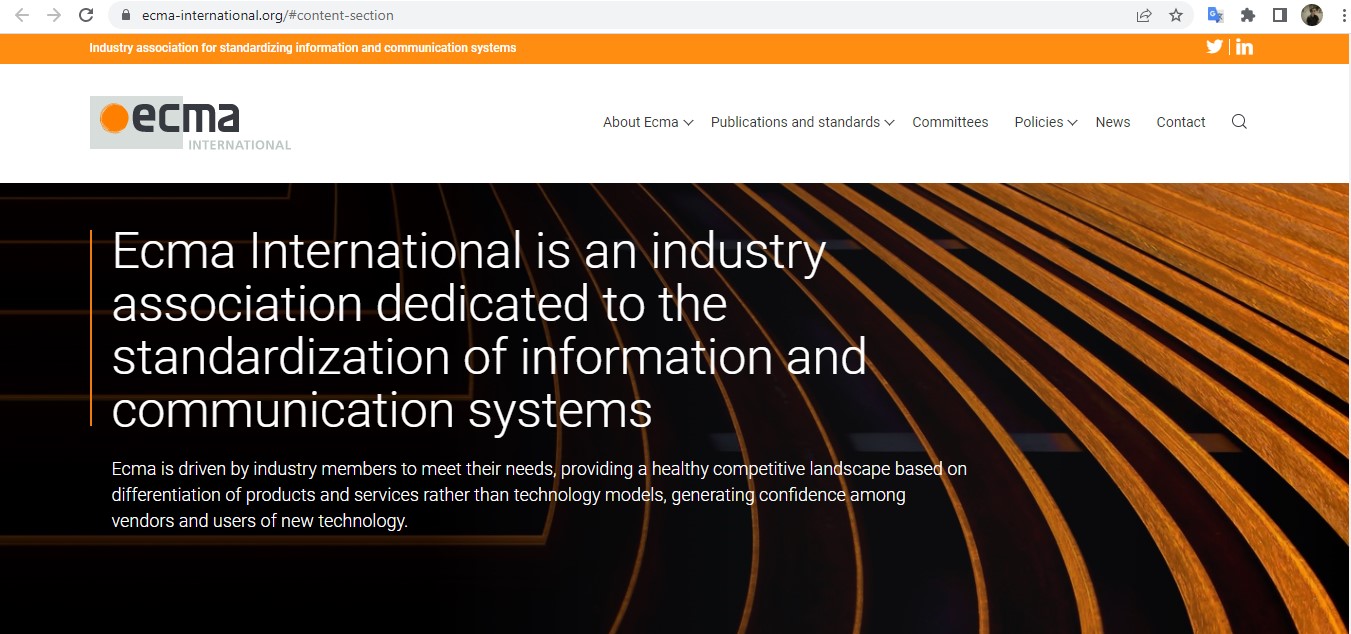 ecma-international.org/#content-section
Industry association for standardizing information and communication systems
ecma
INTERNATIONAL
About Ecma
Publications and standards
Committees
Policies
News
Contact
Ecma International is an industry
association dedicated to the
standardization of information and
communication systems
Ecma is driven by industry members to meet their needs, providing a healthy competitive landscape based on
differentiation of products and services rather than technology models, generating confidence among
vendors and users of new technology.